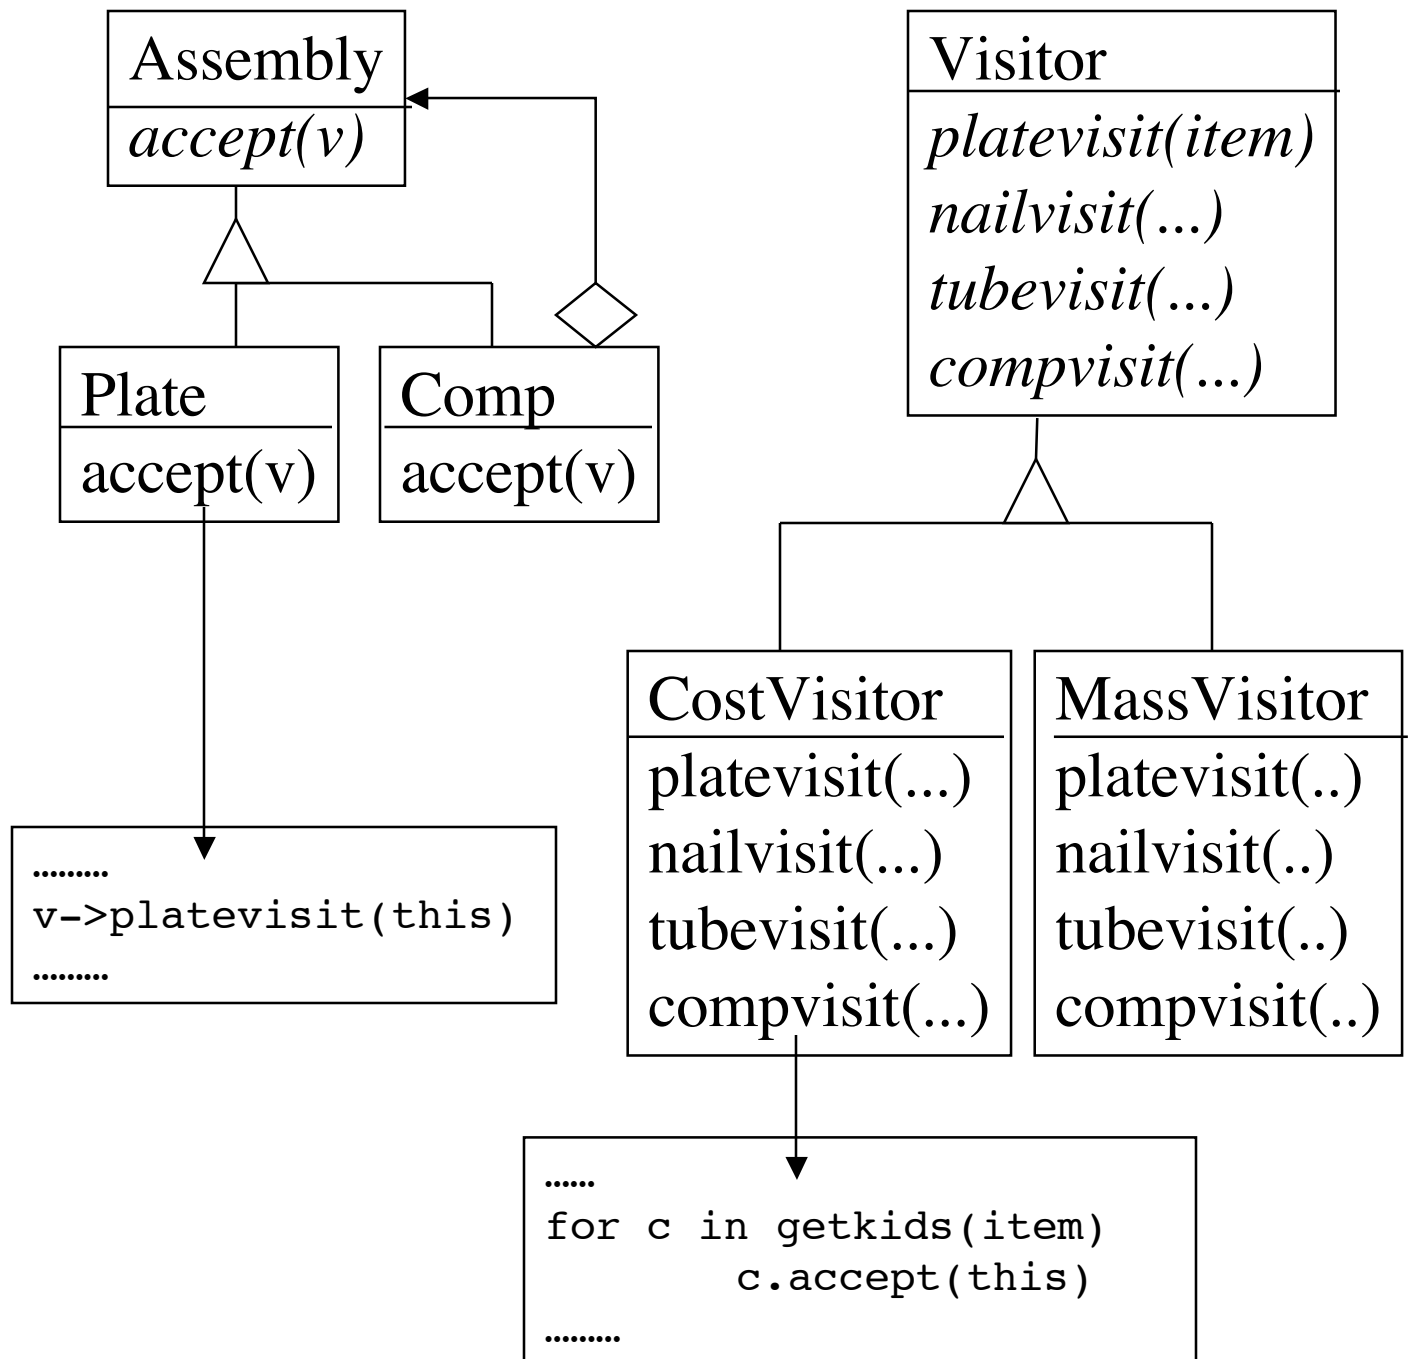 Assembly
accept(v)
Visitor
platevisit(item)
nailvisit(...)
tubevisit(...)
compvisit(...)
Plate
accept(v)
Comp
accept(v)
CostVisitor
platevisit(...)
nailvisit(...)
tubevisit(...)
compvisit(...)
MassVisitor
platevisit(..)
nailvisit(..)
tubevisit(..)
compvisit(..)
.........
v->platevisit(this)
.........
......
for c in getkids(item)
c.accept(this)
.........